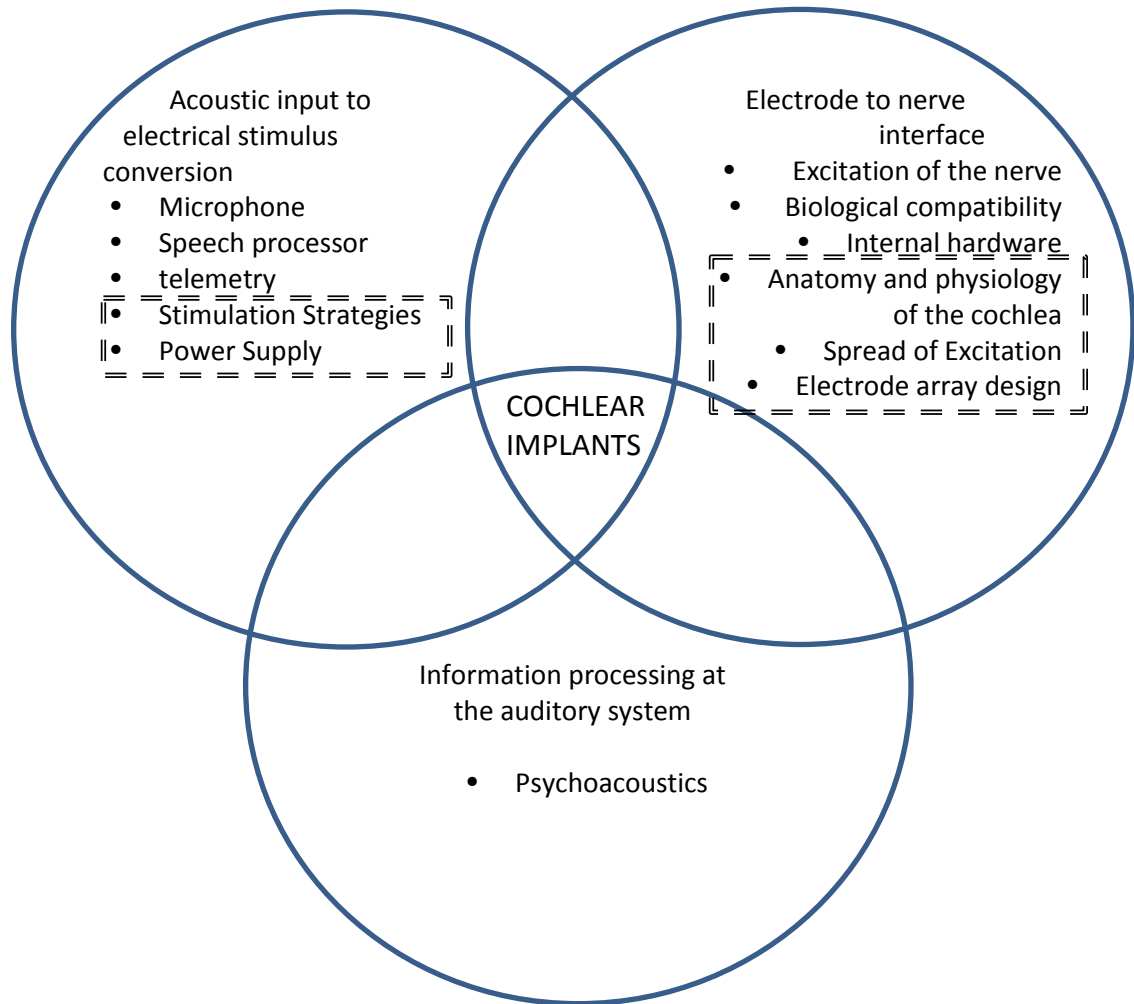 Acoustic input to
electrical stimulus
conversion
• Microphone
• Speech processor
• telemetry
• Stimulation Strategies
• Power Supply
Electrode to nerve
interface
• Excitation of the nerve
• Biological compatibility
• Internal hardware
• Anatomy and physiology
of the cochlea
• Spread of Excitation
• Electrode array design
COCHLEAR
IMPLANTS
Information processing at
the auditory system
• Psychoacoustics